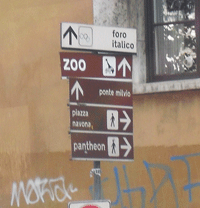 foro
italico
ZOO
ponte milvio
piazza
navona
pantheon